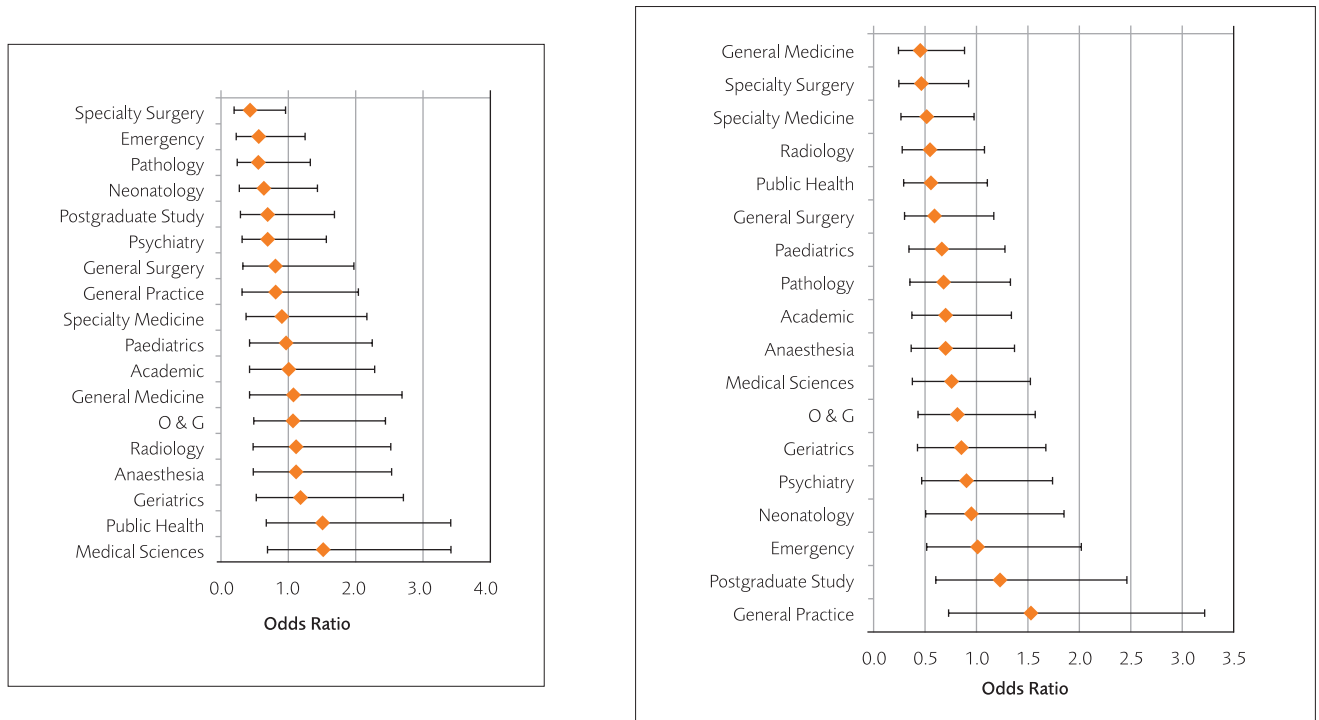 Specialty Surgery
Emergency
Pathology
Neonatology
Postgraduate Study
Psychiatry
General Surgery
General Practice
Specialty Medicine
Paediatrics
Academic
General Medicine
O & G
Radiology
Anaesthesia
Geriatrics
Public Health
Medical Sciences
0.0 1.0 2.0 3.0 4.0
Odds Ratio
General Medicine
Specialty Surgery
Specialty Medicine
Radiology
Public Health
General Surgery
Paediatrics
Pathology
Academic
Anaesthesia
Medical Sciences
O & G
Geriatrics
Psychiatry
Neonatology
Emergency
Postgraduate Study
General Practice
0.0 0.5 1.0 1.5 2.0 2.5 3.0 3.5
Odds Ratio